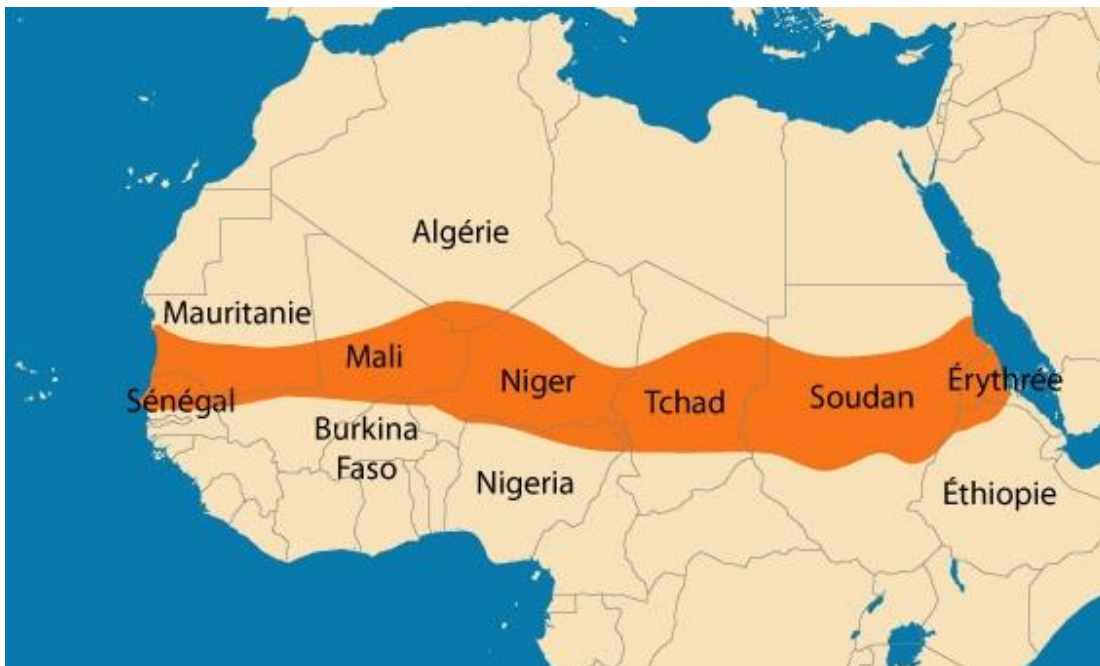 Algérie
Mauritanie
Mali
Niger
Tchad
Soudan
Érythrée
Sénégal
Burkina
Faso
Nigeria
Éthiopie